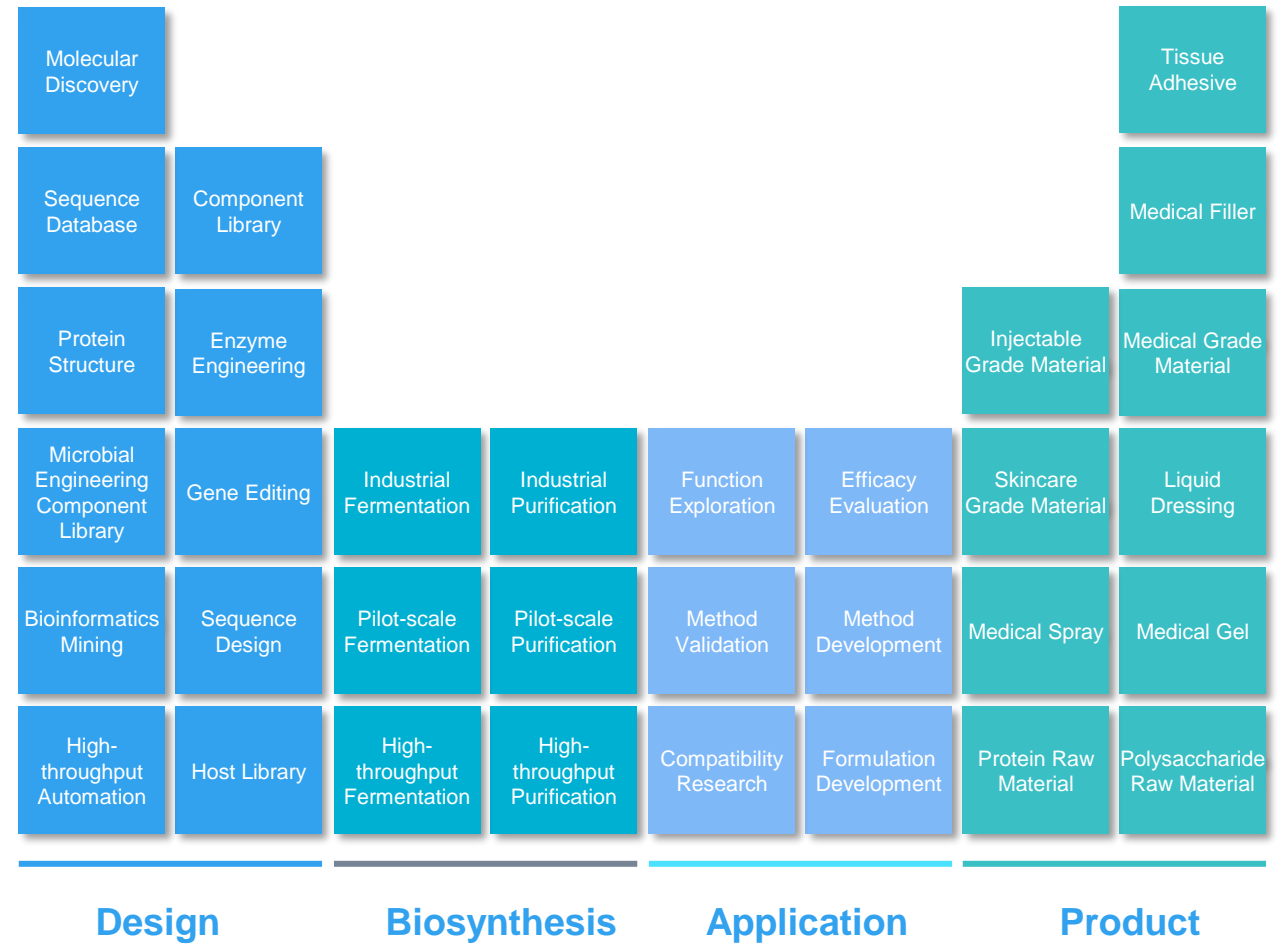 Molecular
Discovery
Tissue
Adhesive
Sequence
Database
Component
Library
Medical Filler
Protein
Structure
Enzyme
Engineering
Injectable
Grade Material
Medical Grade
Material
Microbial
Engineering
Component
Library
Gene Editing
Industrial
Fermentation
Industrial
Purification
Function
Exploration
Efficacy
Evaluation
Skincare
Grade Material
Liquid
Dressing
Bioinformatics
Mining
Sequence
Design
Pilot-scale
Fermentation
Pilot-scale
Purification
Method
Validation
Method
Development
Medical Spray
Medical Gel
High-
throughput
Automation
Host Library
High-
throughput
Fermentation
High-
throughput
Purification
Compatibility
Research
Formulation
Development
Protein Raw
Material
Polysaccharide
Raw Material
Design
Biosynthesis
Application
Product